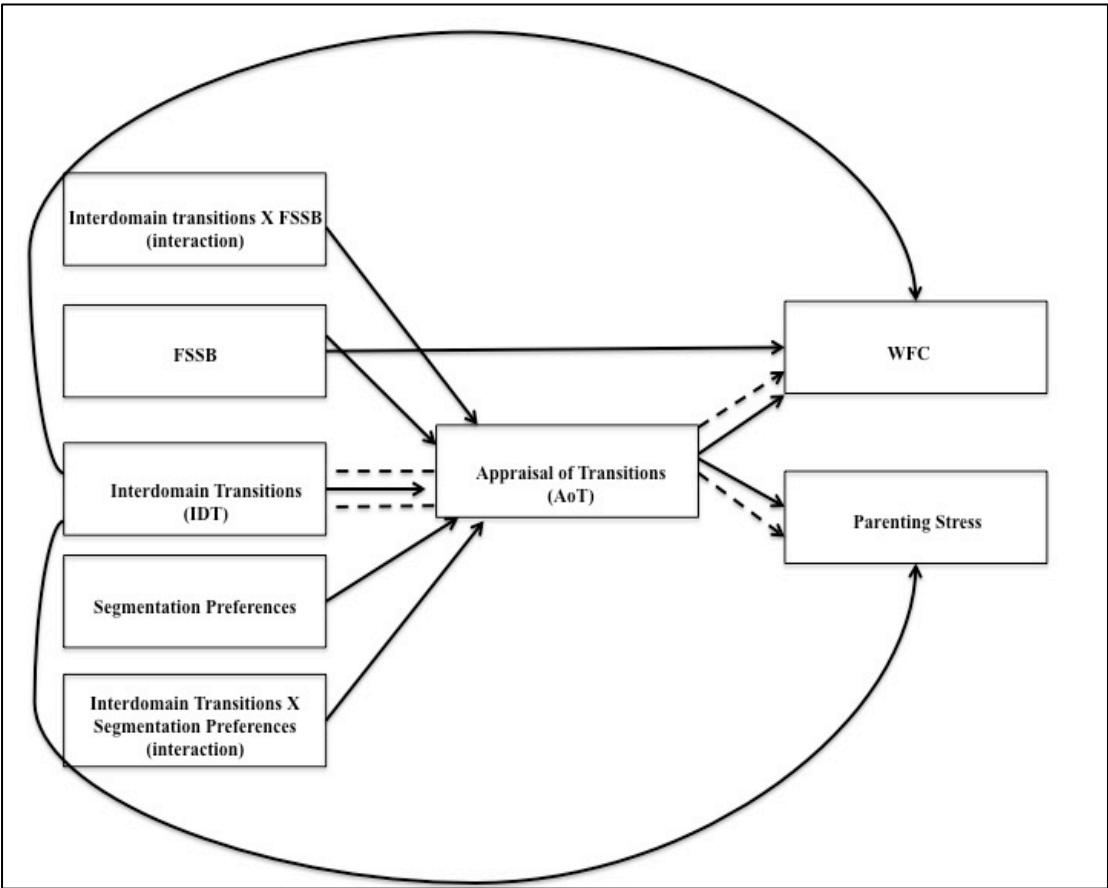 Interdomain transitions X FSSB
(interaction)
FSSB
Interdomain Transitions
(IDT)
Segmentation Preferences
Interdomain Transitions X
Segmentation Preferences
(interaction)
Appraisal of Transitions
(AoT)
WFC
Parenting Stress